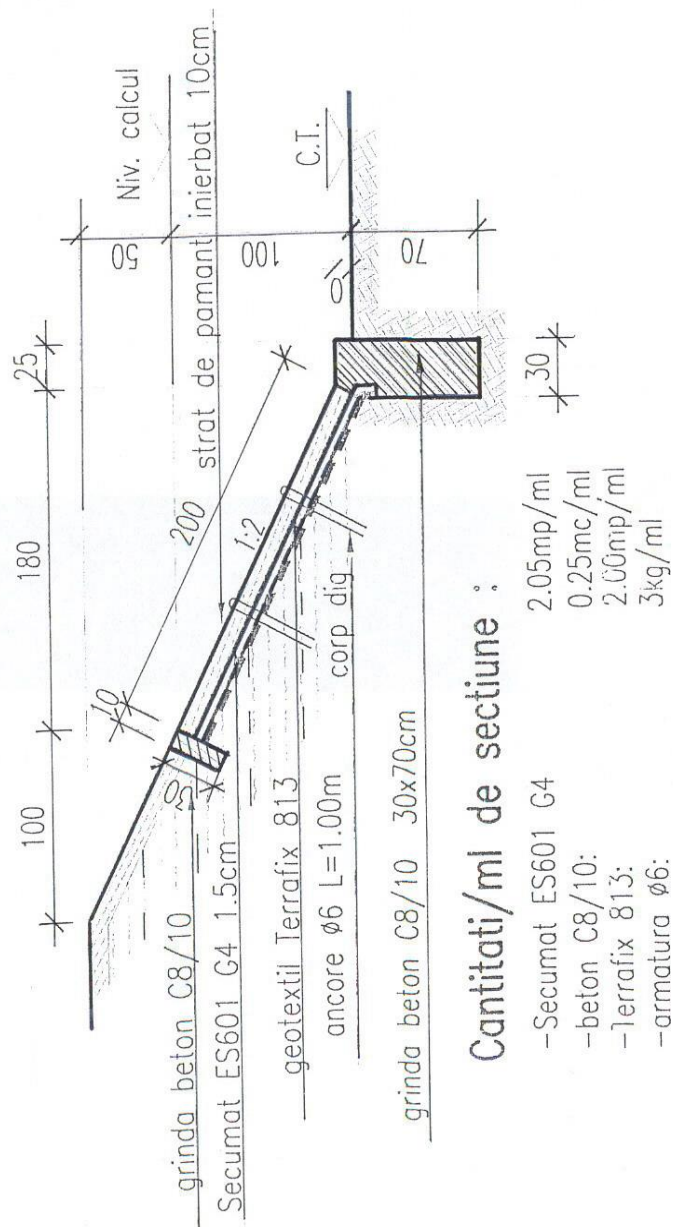 100
180
25
Niv. calcul
50
strat de pamant inierbat 10cm
10
200
100
1:2
30
C.T.
0
70
grinda beton C8/10
Secumat ES601 G4 1.5cm
geotextil Terrafix 813
ancore ø6 L=1.00m
corp dig
grinda beton C8/10 30x70cm
30
Cantitati/ml de sectiune :
-Secumat ES601 G4 2.05mp/ml
-beton C8/10: 0.25mc/ml
-Terrafix 813: 2.00mp/ml
-armatura ø6: 3kg/ml